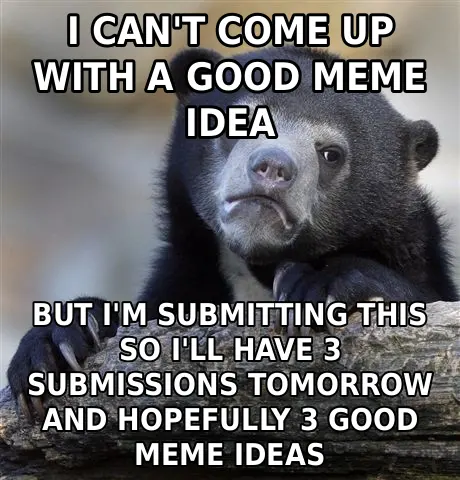 I CAN'T COME UP
WITH A GOOD MEME
IDEA
BUT I'M SUBMITTING THIS
SO I'LL HAVE 3
SUBMISSIONS TOMORROW
AND HOPEFULLY 3 GOOD
MEME IDEAS